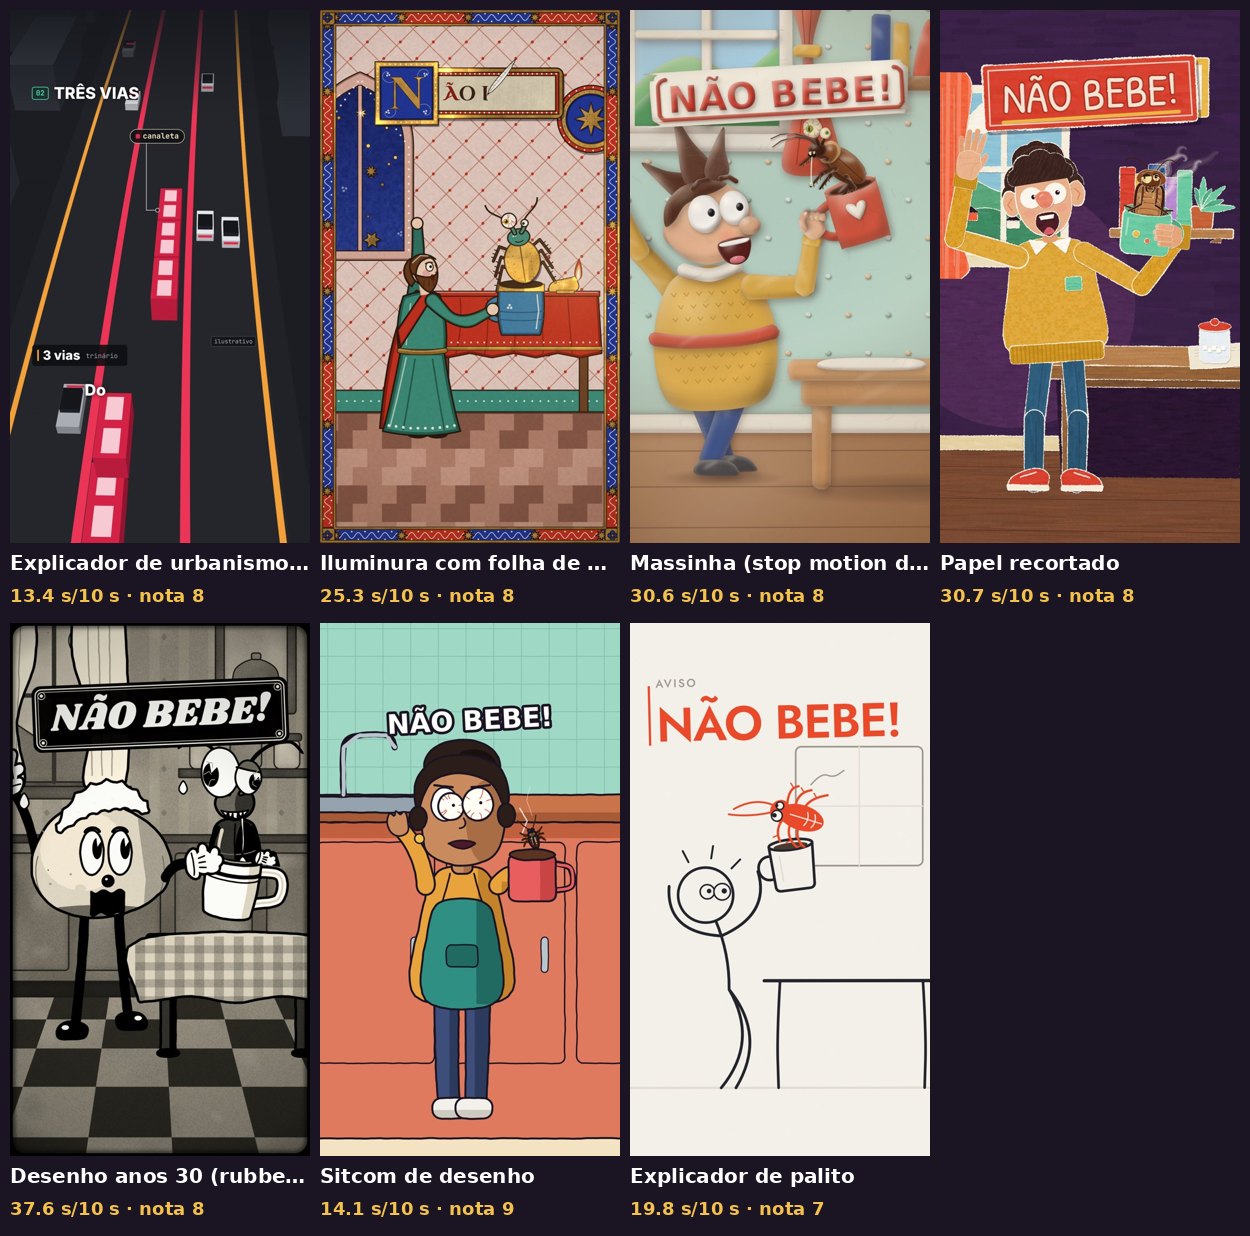 02 TRÊS VIAS
canaleta
ilustrativo
3 vias trinário
Do
Explicador de urbanismo...
13.4 s/10 s · nota 8
NÃO
Iluminura com folha de ...
25.3 s/10 s · nota 8
NÃO BEBE!
Massinha (stop motion d...
30.6 s/10 s · nota 8
NÃO BEBE!
Papel recortado
30.7 s/10 s · nota 8
NÃO BEBE!
Desenho anos 30 (rubbe...
37.6 s/10 s · nota 8
NÃO BEBE!
Sitcom de desenho
14.1 s/10 s · nota 9
AVISO
NÃO BEBE!
Explicador de palito
19.8 s/10 s · nota 7